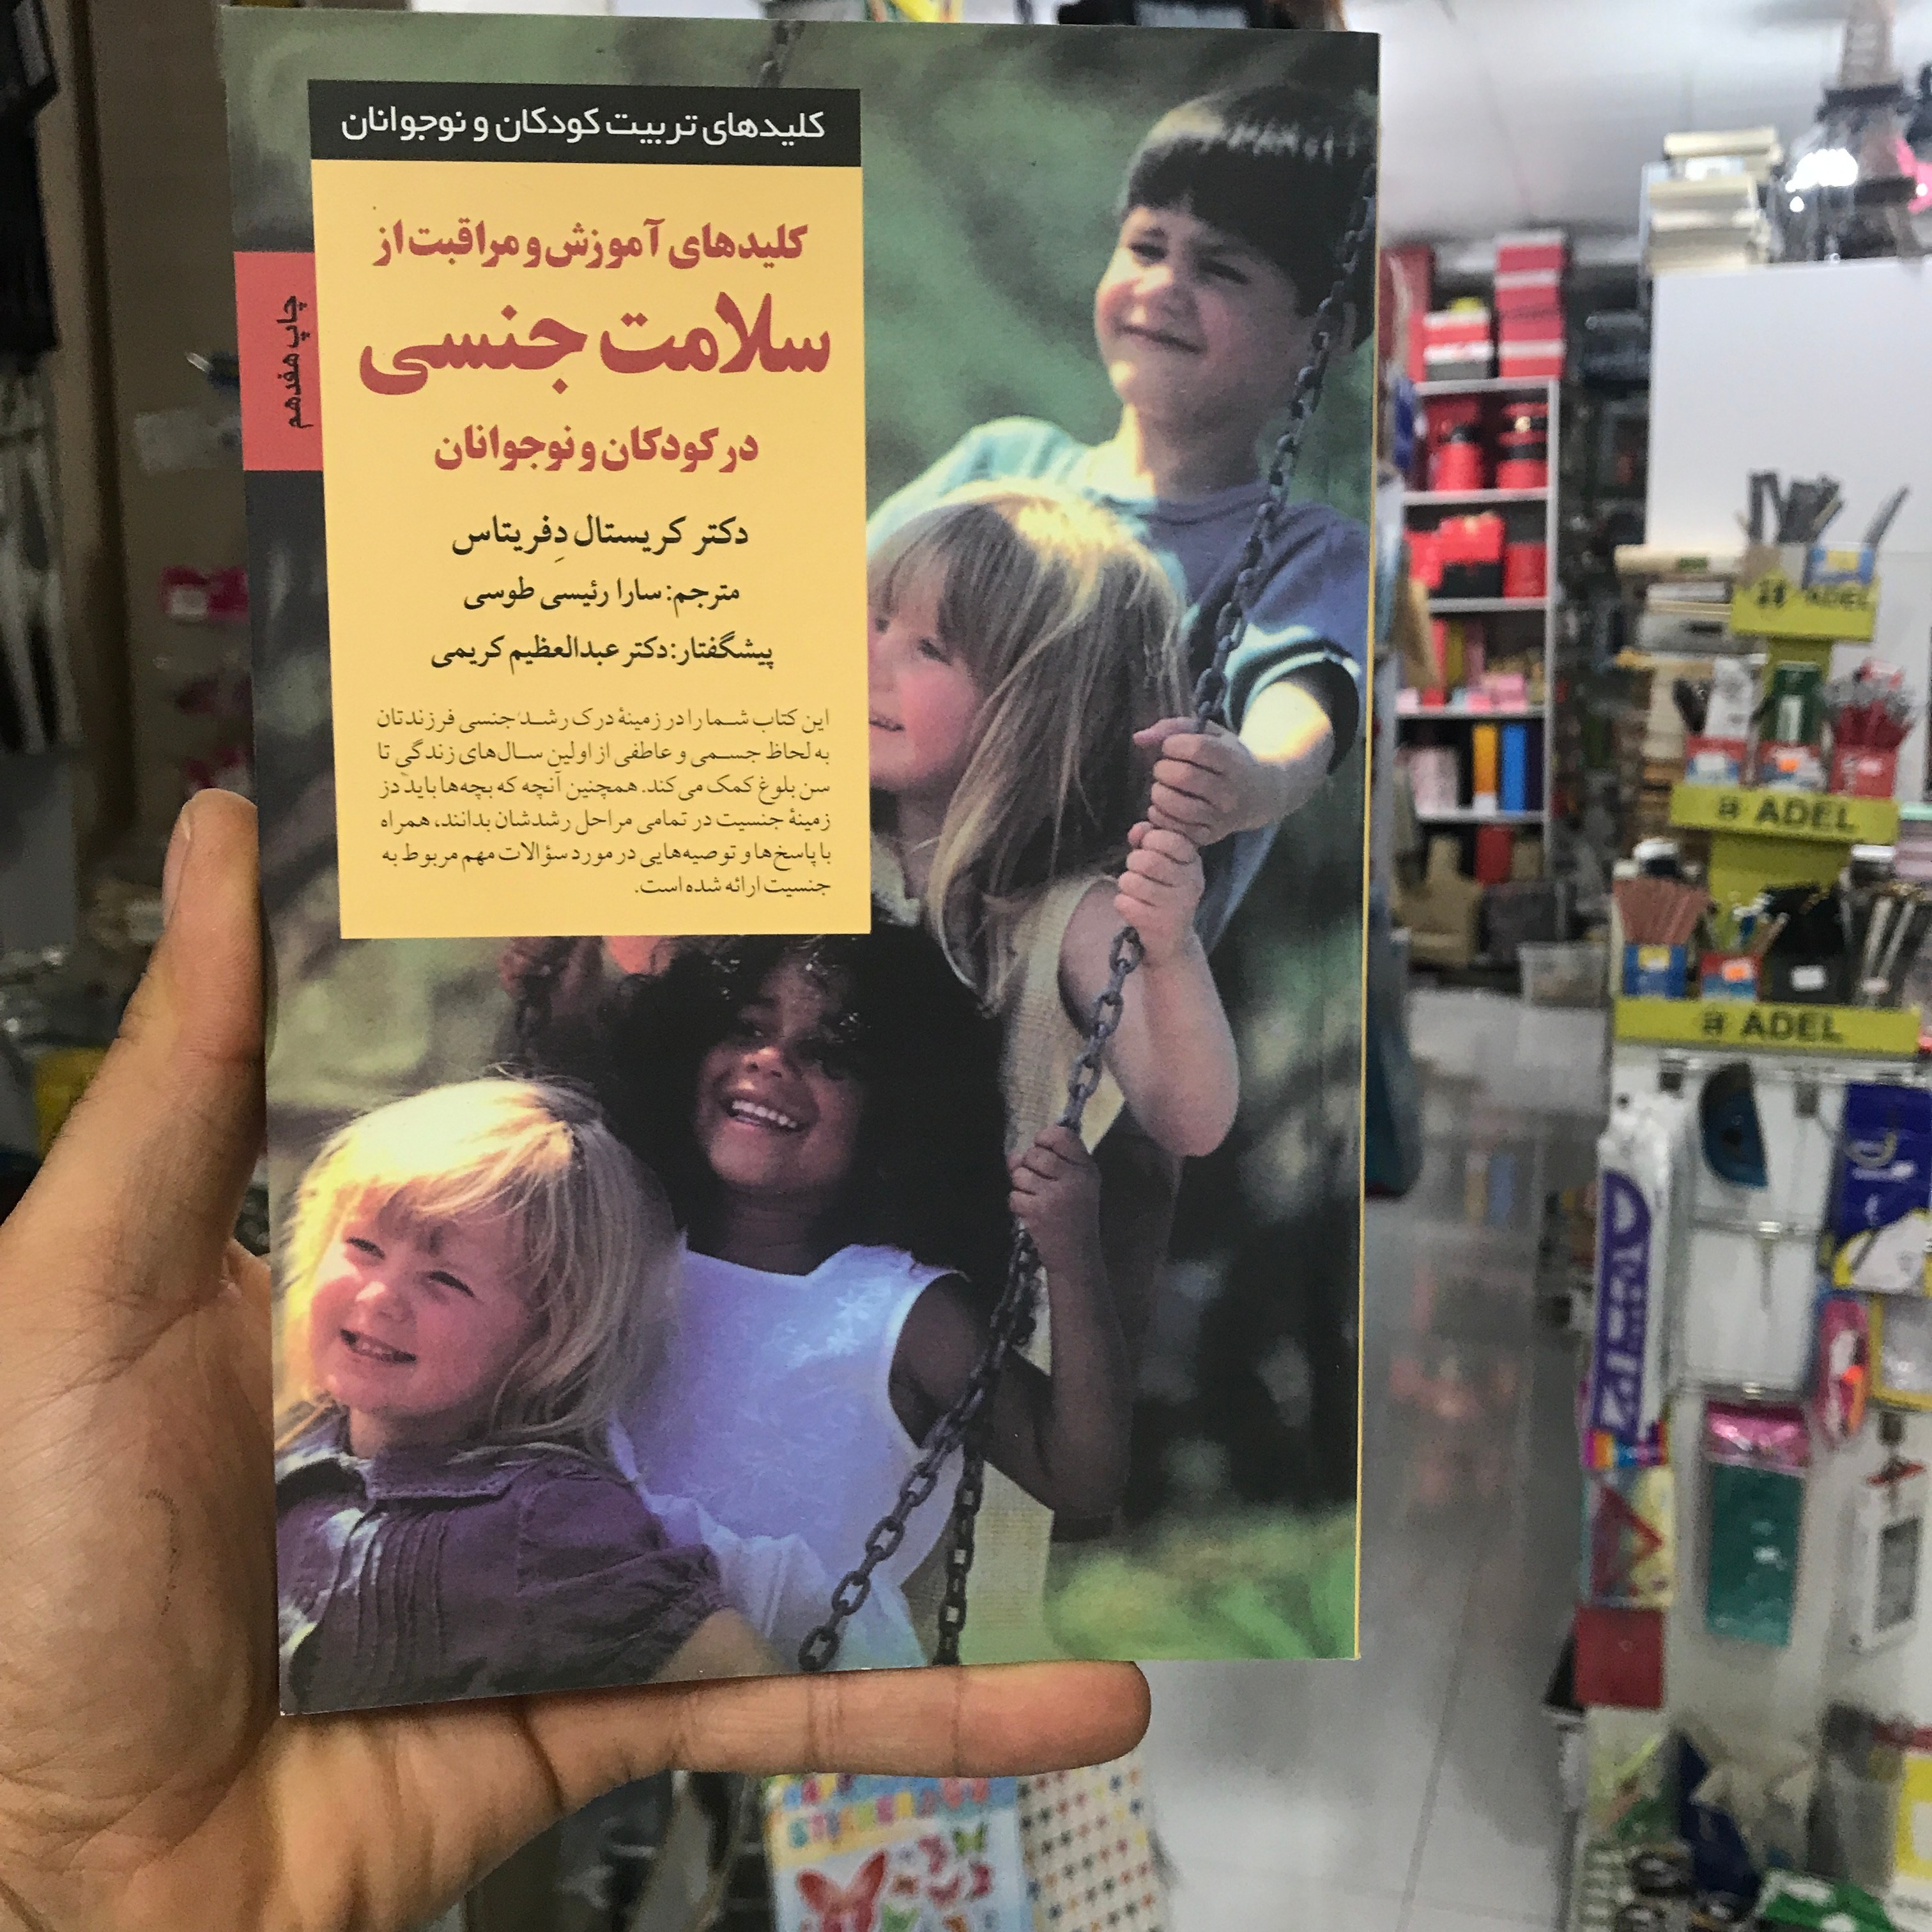 کلیدهای تربیت کودکان و نوجوانان
کلیدهای آموزش و مراقبت از
سلامت جنسی
در کودکان و نوجوانان
دکتر کریستال دِفریتاس
مترجم: سارا رئیسی طوسی
پیشگفتار: دکتر عبدالعظیم کریمی
این کتاب شما را در زمینهٔ درک رشد جنسی فرزندتان
به لحاظ جسمی و عاطفی از اولین سال‌های زندگی تا
سن بلوغ کمک می‌کند. همچنین آنچه که بچه‌ها باید در
زمینهٔ جنسیت در تمامی مراحل رشدشان بدانند، همراه
با پاسخ‌ها و توصیه‌هایی در مورد سؤالات مهم مربوط به
جنسیت ارائه شده است.
چاپ هفدهم
ADEL
ADEL
ADEL